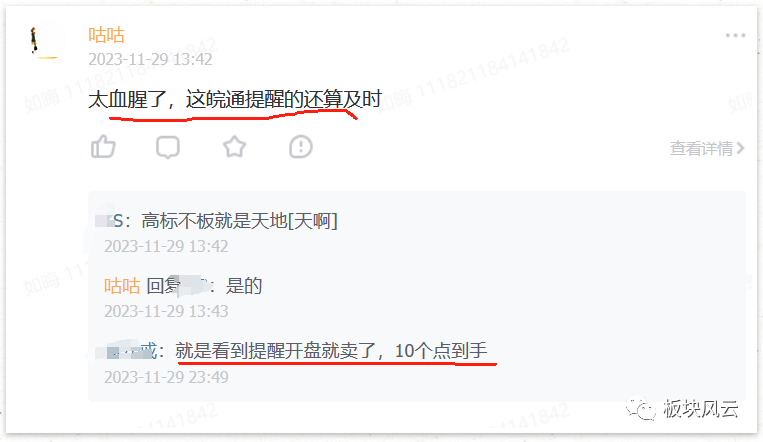 咕咕
2023-11-29 13:42
太血腥了，这皖通提醒的还算及时
查看详情
S：高标不板就是天地[天啊]
2023-11-29 13:42
咕咕 回复：是的
2023-11-29 13:43
戒：就是看到提醒开盘就卖了，10个点到手
2023-11-29 23:49
板块风云
如晦 111821184141842